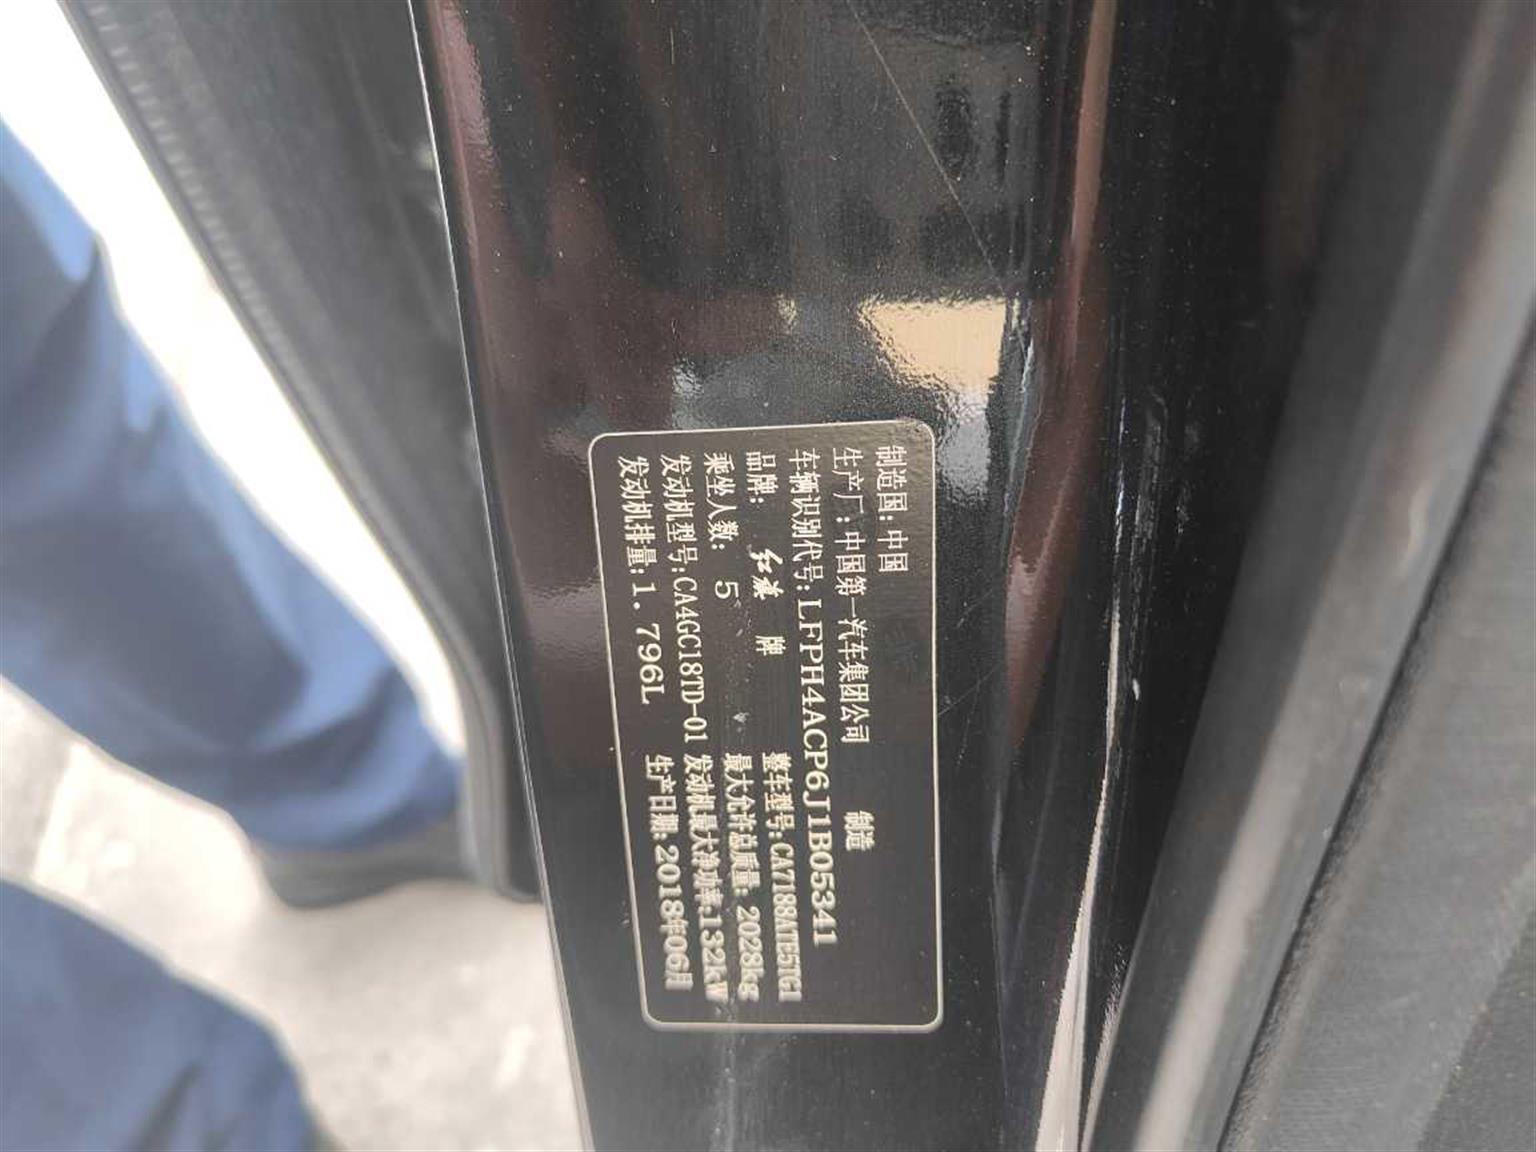 制造国:中国
生产厂:中国第一汽车集团公司 制造
车辆识别代号:LFPH4ACP6J1B05341
品牌: 红旗 牌 整车型号:CA7188ATE5TG1
乘坐人数: 5 最大允许总质量: 2028kg
发动机型号:CA4GC18TD-01 发动机最大净功率:132kW
发动机排量:1.796L 生产日期:2018年06月